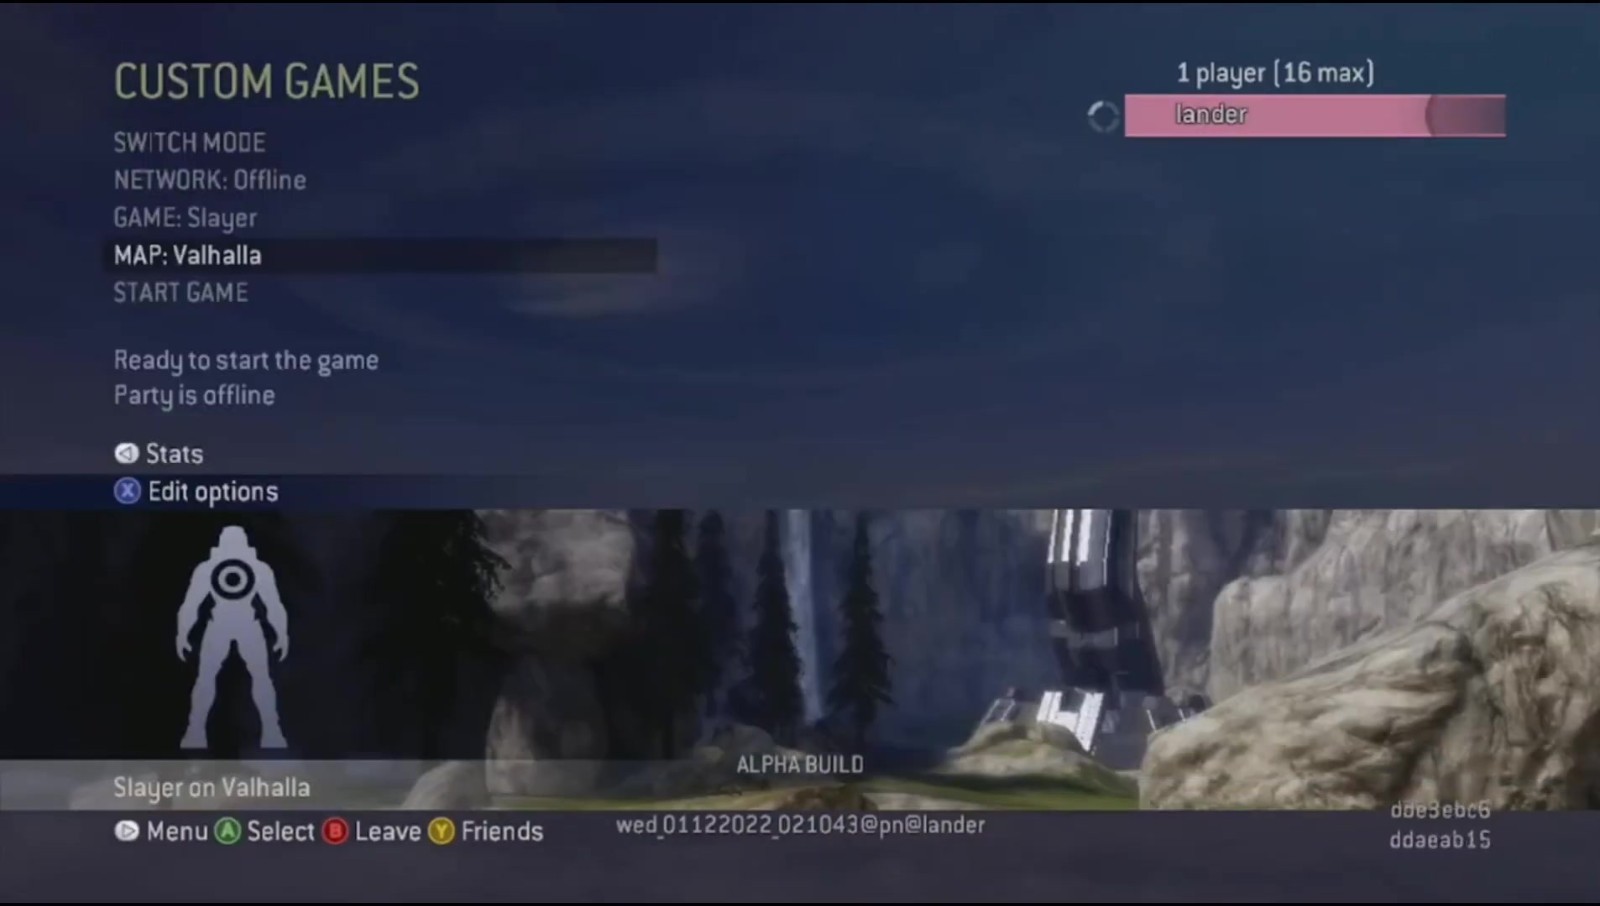 CUSTOM GAMES
SWITCH MODE
NETWORK: Offline
GAME: Slayer
MAP: Valhalla
START GAME
Ready to start the game
Party is offline
Stats
X Edit options
1 player (16 max)
lander
ALPHA BUILD
Slayer on Valhalla
Menu A Select B Leave Y Friends
wed_01122022_021043@pn@lander
dde3ebc6
ddaeab15